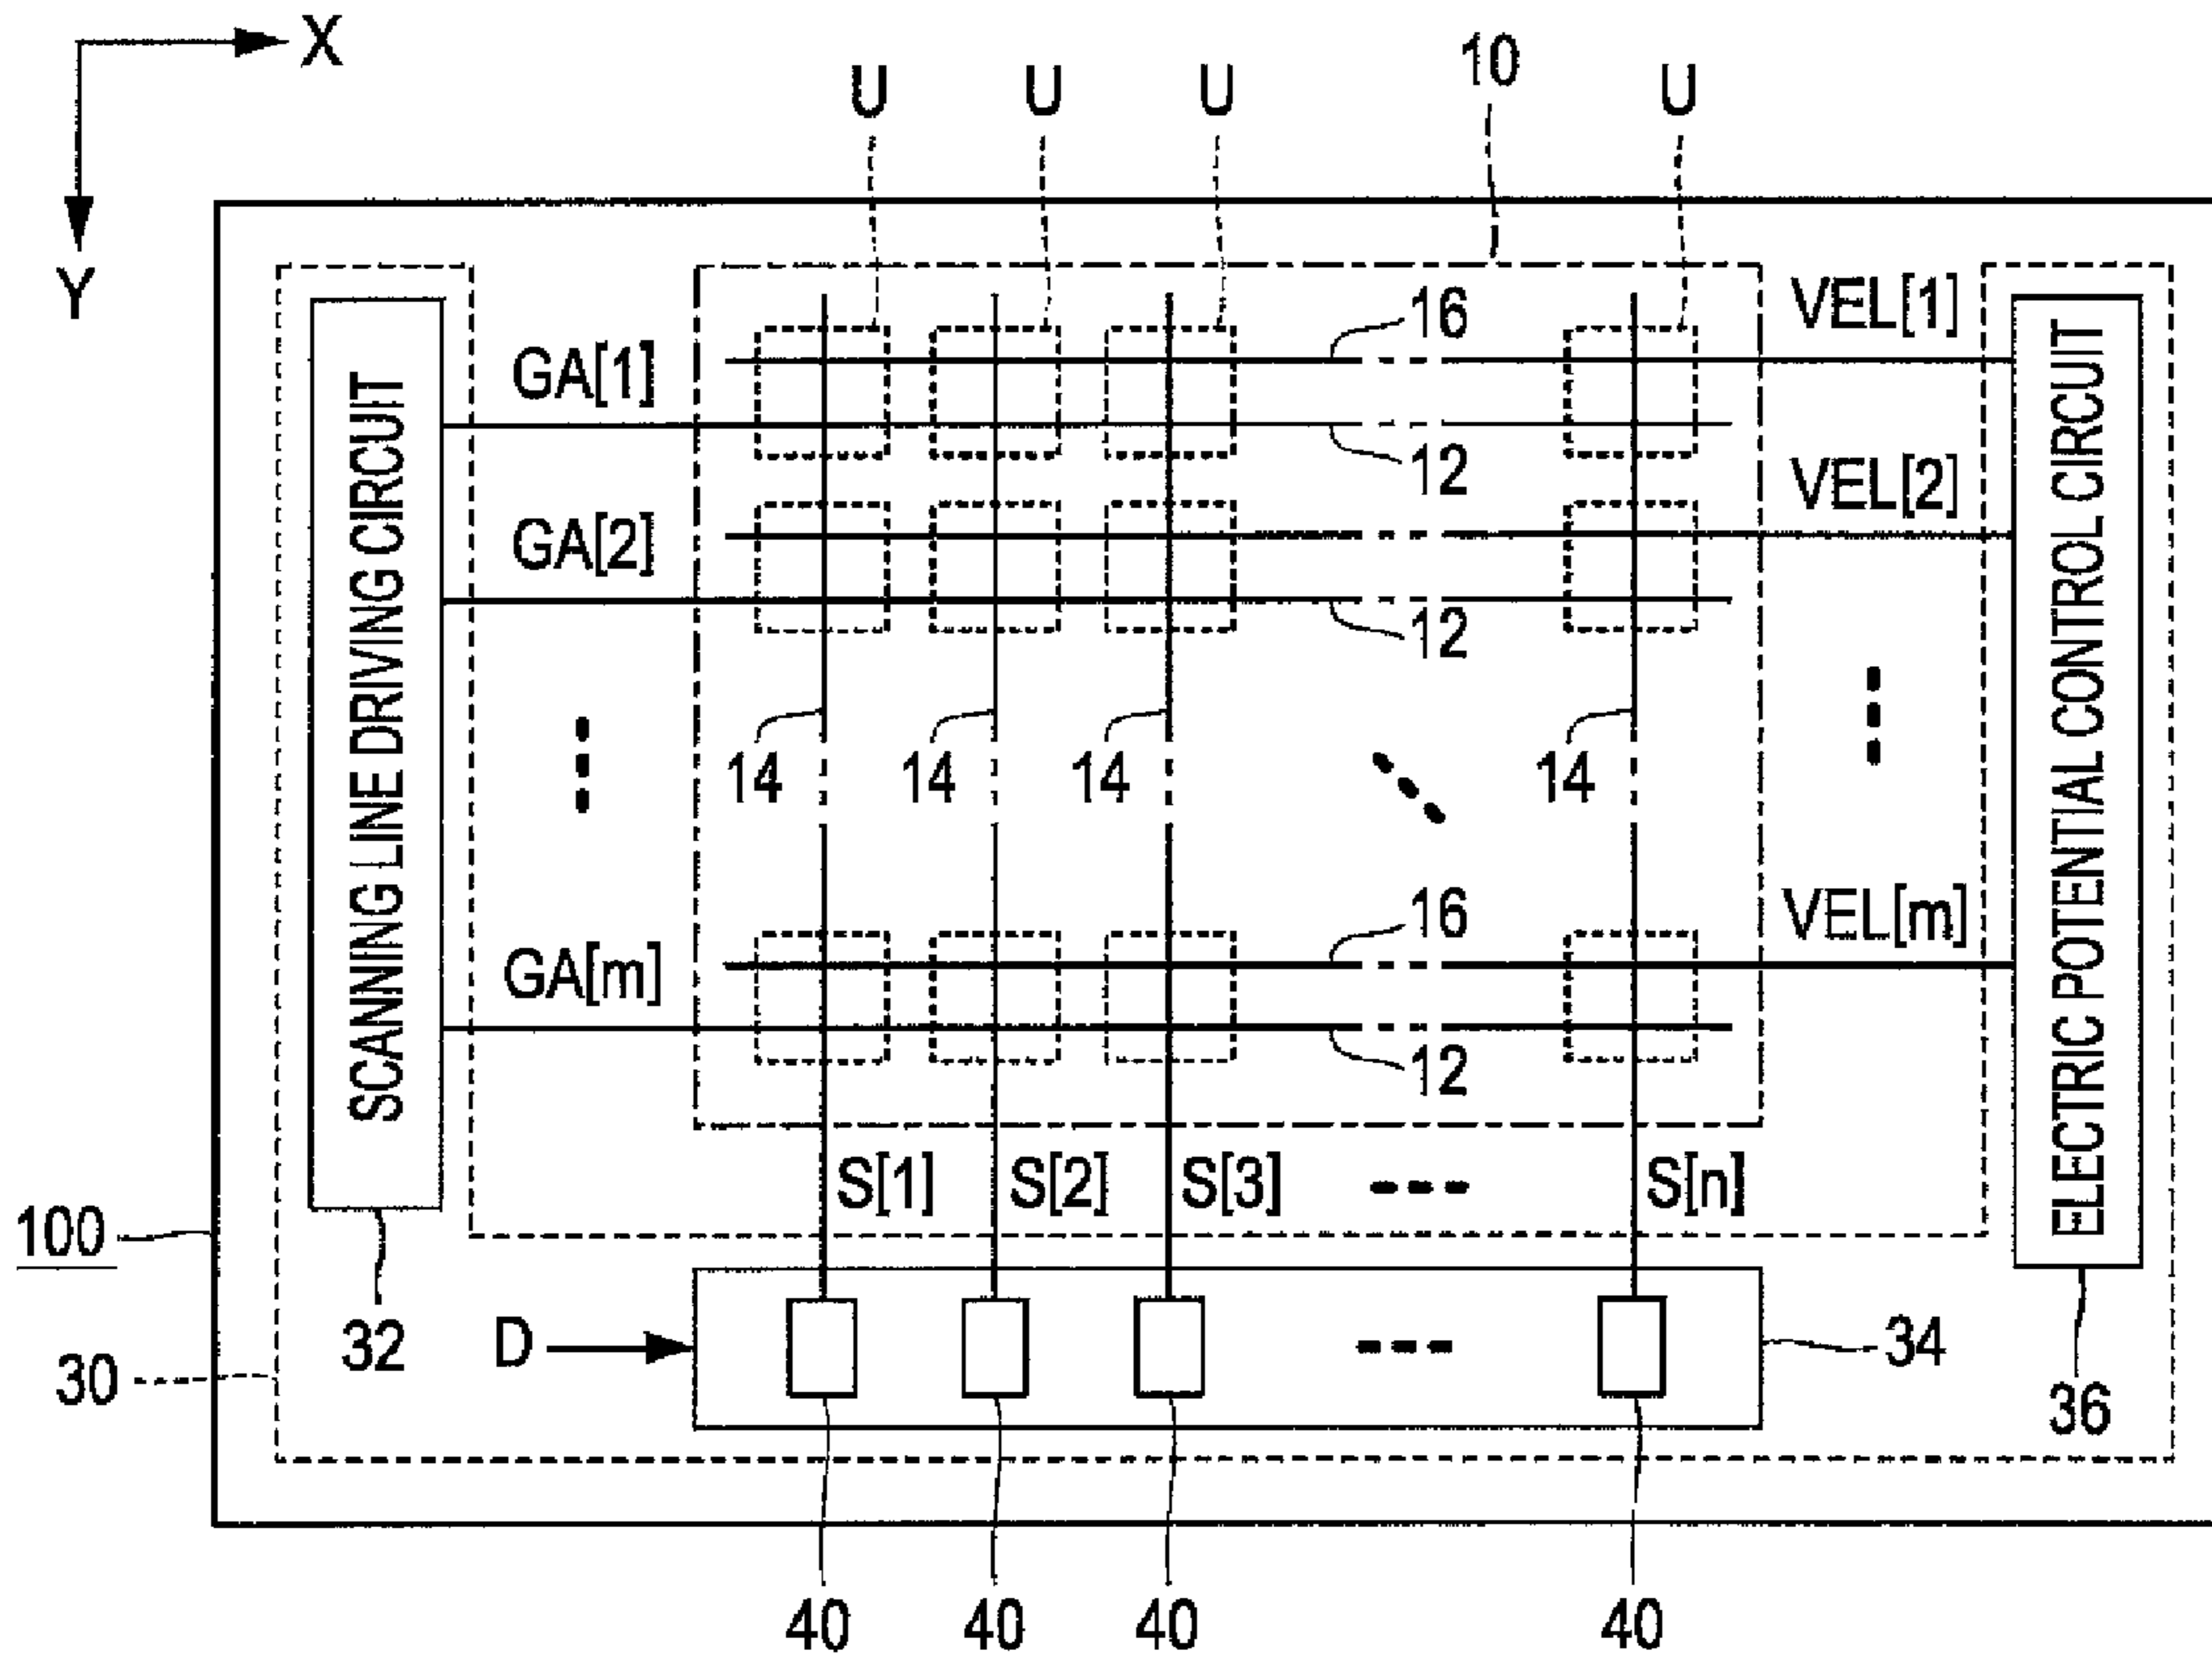 X
10
U U U U
Y
VEL[1]
16
GA[1]
12
VEL[2]
GA[2]
12
14 14 14 14
SCANNING LINE DRIVING CIRCUIT
ELECTRIC POTENTIAL CONTROL CIRCUIT
16
VEL[m]
GA[m]
12
S[1] S[2] S[3] S[n]
100
32
D
34
30
36
40 40 40 40